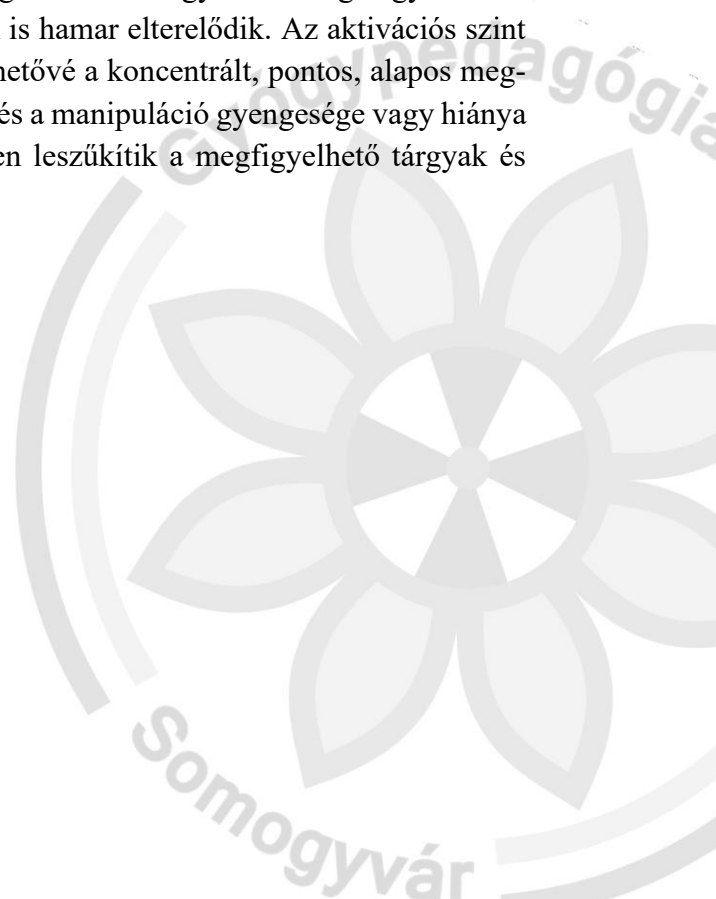 is hamar elterelődik. Az aktivációs szint
hetővé a koncentrált, pontos, alapos meg-
és a manipuláció gyengesége vagy hiánya
en leszűkítik a megfigyelhető tárgyak és
Gyógypedagógia
Somogyvár